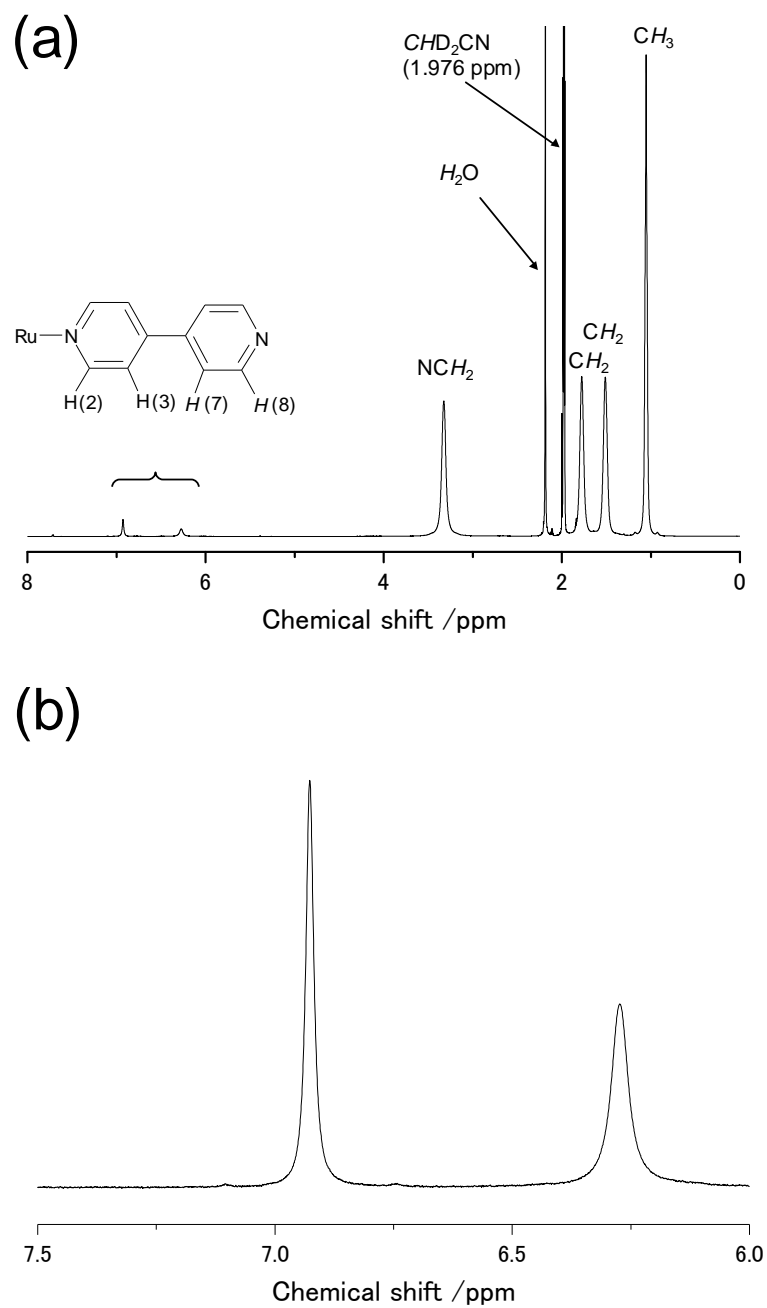 (a)
CHD₂CN
(1.976 ppm)
CH₃
H₂O
Ru
N
N
H(2)
H(3)
H(7)
H(8)
NCH₂
CH₂
CH₂
8
6
4
2
0
Chemical shift /ppm
(b)
7.5
7.0
6.5
6.0
Chemical shift /ppm